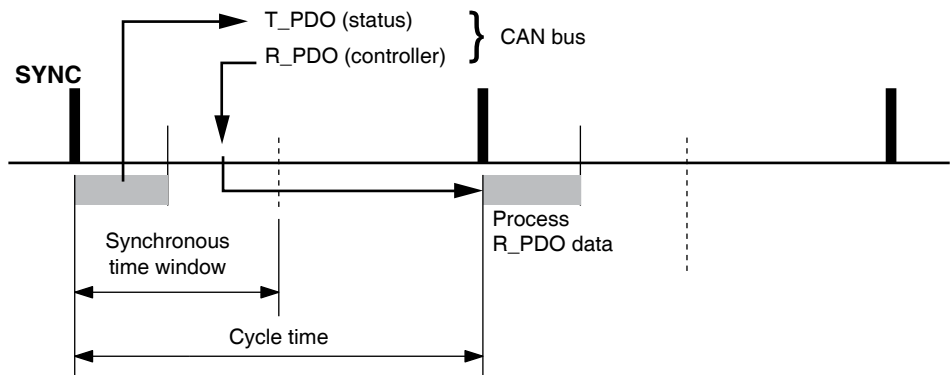 T_PDO (status)
R_PDO (controller)
} CAN bus
SYNC
Process
R_PDO data
Synchronous
time window
Cycle time